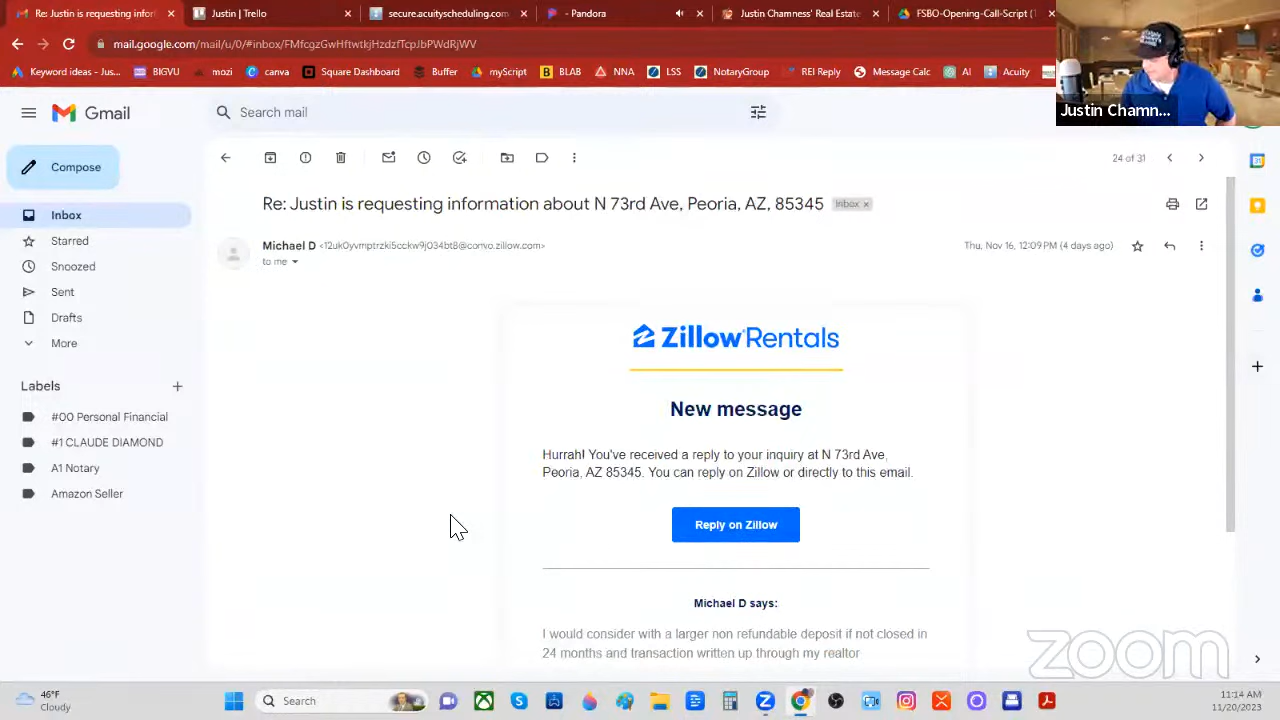 Re: Justin is requesting infor
Justin | Trello
secure.acuityscheduling.com
- Pandora
Justin Chamness' Real Estate
FSBO-Opening-Call-Script (1
mail.google.com/mail/u/0/#inbox/FMfcgzGwHftwtkjHzdzfTcpJbPWdRjWV
Keyword ideas - Jus...
BIGVU
mozi
canva
Square Dashboard
Buffer
myScript
BLAB
NNA
LSS
NotaryGroup
REI Reply
Message Calc
AI
Acuity
Justin Chamn...
Gmail
Search mail
Compose
24 of 31
Inbox
Starred
Snoozed
Sent
Drafts
More
Labels
#00 Personal Financial
#1 CLAUDE DIAMOND
A1 Notary
Amazon Seller
Re: Justin is requesting information about N 73rd Ave, Peoria, AZ, 85345
Inbox x
Michael D <12uk0yvmptrzki5cckw9j034bt8@convo.zillow.com>
Thu, Nov 16, 12:09 PM (4 days ago)
to me
Zillow Rentals
New message
Hurrah! You've received a reply to your inquiry at N 73rd Ave,
Peoria, AZ 85345. You can reply on Zillow or directly to this email.
Reply on Zillow
Michael D says:
I would consider with a larger non refundable deposit if not closed in
24 months and transaction written up through my realtor
zoom
46°F
Cloudy
Search
11:14 AM
11/20/2023